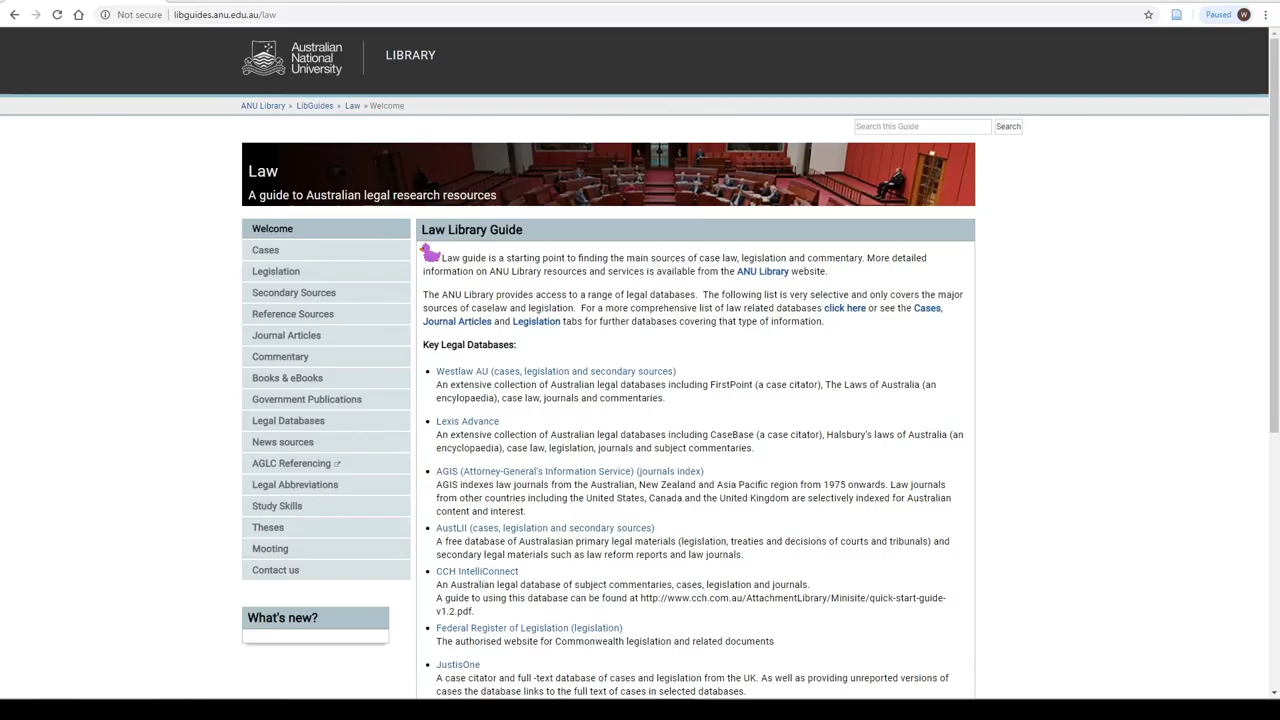 Not secure | libguides.anu.edu.au/law
Paused W
Australian
National
University
LIBRARY
ANU Library » LibGuides » Law » Welcome
Search this Guide Search
Law
A guide to Australian legal research resources
Welcome
Cases
Legislation
Secondary Sources
Reference Sources
Journal Articles
Commentary
Books & eBooks
Government Publications
Legal Databases
News sources
AGLC Referencing
Legal Abbreviations
Study Skills
Theses
Mooting
Contact us
What's new?
Law Library Guide
Law guide is a starting point to finding the main sources of case law, legislation and commentary. More detailed
information on ANU Library resources and services is available from the ANU Library website.
The ANU Library provides access to a range of legal databases. The following list is very selective and only covers the major
sources of caselaw and legislation. For a more comprehensive list of law related databases click here or see the Cases,
Journal Articles and Legislation tabs for further databases covering that type of information.
Key Legal Databases:
Westlaw AU (cases, legislation and secondary sources)
An extensive collection of Australian legal databases including FirstPoint (a case citator), The Laws of Australia (an
encylopaedia), case law, journals and commentaries.
Lexis Advance
An extensive collection of Australian legal databases including CaseBase (a case citator), Halsbury's laws of Australia (an
encyclopaedia), case law, legislation, journals and subject commentaries.
AGIS (Attorney-General's Information Service) (journals index)
AGIS indexes law journals from the Australian, New Zealand and Asia Pacific region from 1975 onwards. Law journals
from other countries including the United States, Canada and the United Kingdom are selectively indexed for Australian
content and interest.
AustLII (cases, legislation and secondary sources)
A free database of Australasian primary legal materials (legislation, treaties and decisions of courts and tribunals) and
secondary legal materials such as law reform reports and law journals.
CCH IntelliConnect
An Australian legal database of subject commentaries, cases, legislation and journals.
A guide to using this database can be found at http://www.cch.com.au/AttachmentLibrary/Minisite/quick-start-guide-
v1.2.pdf.
Federal Register of Legislation (legislation)
The authorised website for Commonwealth legislation and related documents
JustisOne
A case citator and full -text database of cases and legislation from the UK. As well as providing unreported versions of
cases the database links to the full text of cases in selected databases.